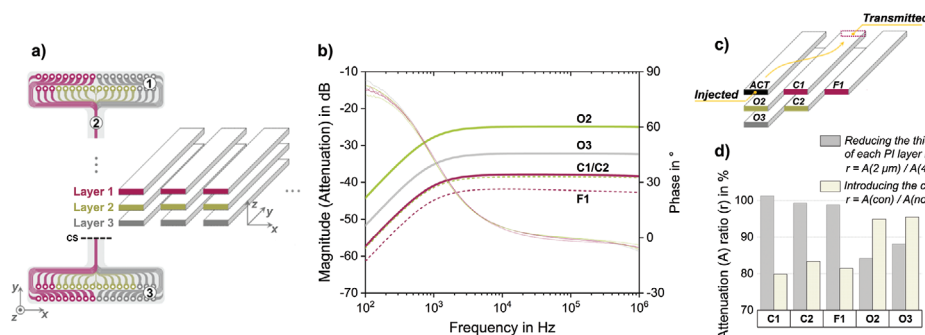 a)
1
2
Layer 1
Layer 2
Layer 3
CS
3
z
y
x
y
z
x
b)
Magnitude (Attenuation) in dB
-10
-20
-30
-40
-50
-60
-70
O2
O3
C1/C2
F1
90
60
30
0
-30
Phase in °
10² 10³ 10⁴ 10⁵ 10⁶
Frequency in Hz
c)
Transmitted
Injected
ACT C1 F1
O2 C2
O3
d)
Reducing the thi
of each PI layer
r = A(2 µm) / A(4
Introducing the c
r = A(con) / A(no
Attenuation (A) ratio (r) in %
100
90
80
70
C1 C2 F1 O2 O3